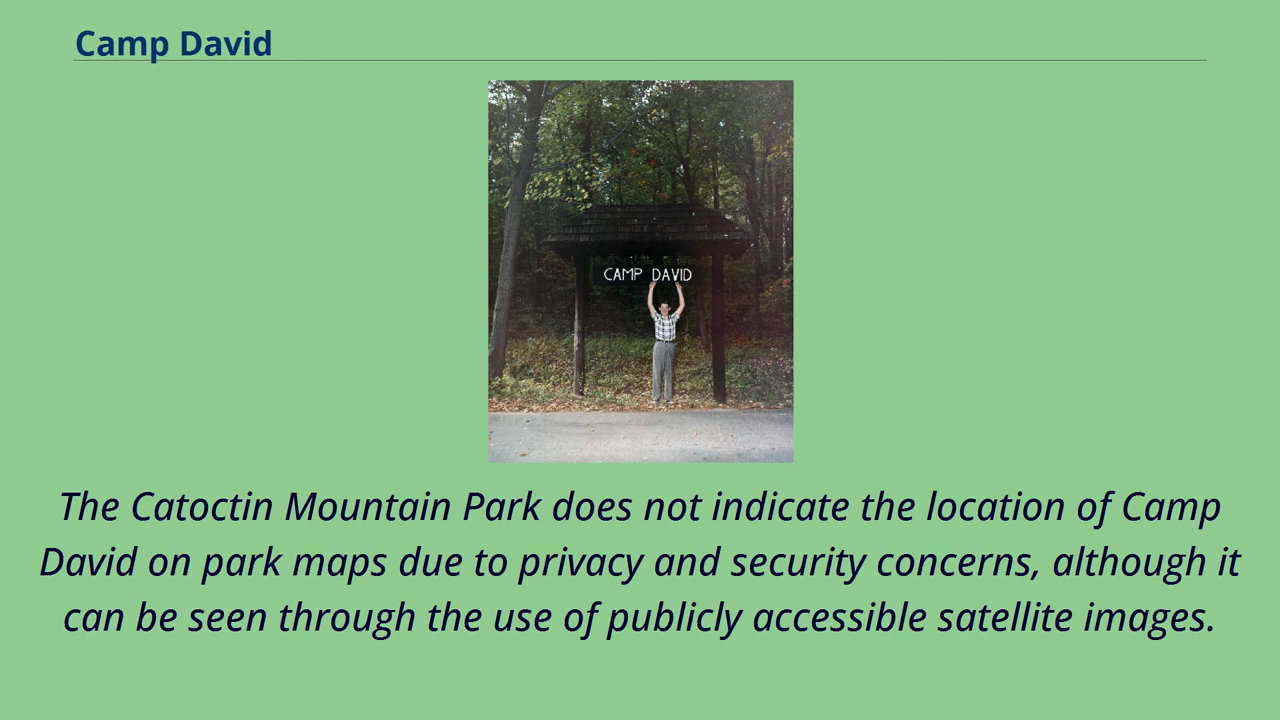 Camp David
CAMP DAVID
The Catoctin Mountain Park does not indicate the location of Camp
David on park maps due to privacy and security concerns, although it
can be seen through the use of publicly accessible satellite images.